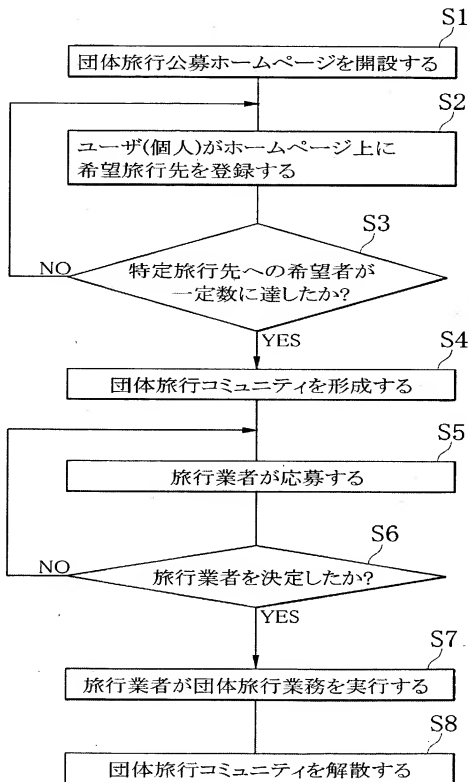 S1
団体旅行公募ホームページを開設する
S2
ユーザ(個人)がホームページ上に
希望旅行先を登録する
S3
特定旅行先への希望者が
一定数に達したか?
NO
YES
S4
団体旅行コミュニティを形成する
S5
旅行業者が応募する
S6
旅行業者を決定したか?
NO
YES
S7
旅行業者が団体旅行業務を実行する
S8
団体旅行コミュニティを解散する